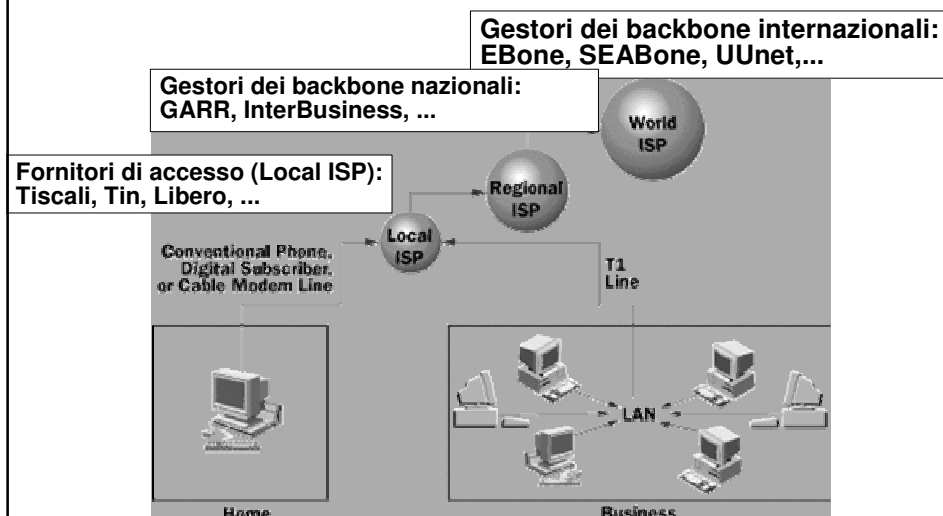 Gestori dei backbone internazionali:
EBone, SEABone, UUnet,...
Gestori dei backbone nazionali:
GARR, InterBusiness, ...
World
ISP
Fornitori di accesso (Local ISP):
Tiscali, Tin, Libero, ...
Regional
ISP
Local
ISP
Conventional Phone,
Digital Subscriber,
or Cable Modem Line
T1
Line
LAN
Home
Business